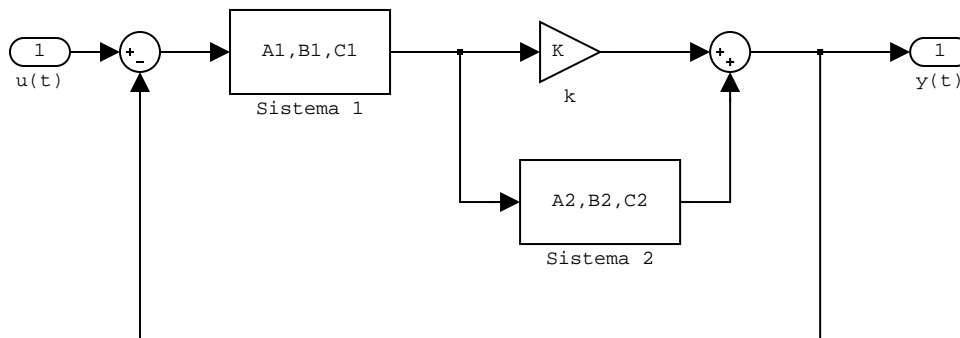 1
+
−
u(t)
A1,B1,C1
Sistema 1
K
k
+
+
1
y(t)
A2,B2,C2
Sistema 2